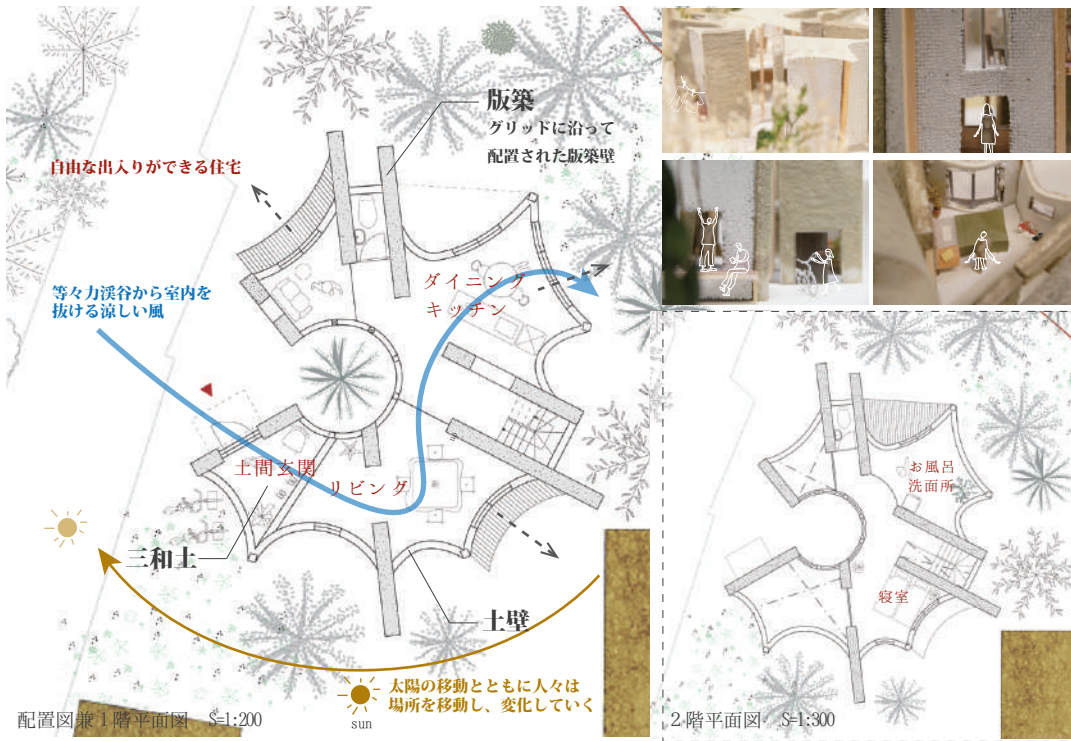 版築
グリッドに沿って
配置された版築壁
自由な出入りができる住宅
等々力渓谷から室内を
抜ける涼しい風
ダイニング
キッチン
土間玄関
リビング
三和土
土壁
太陽の移動とともに人々は
場所を移動し、変化していく
sun
配置図兼1階平面図 S=1:200
お風呂
洗面所
寝室
2階平面図 S=1:300